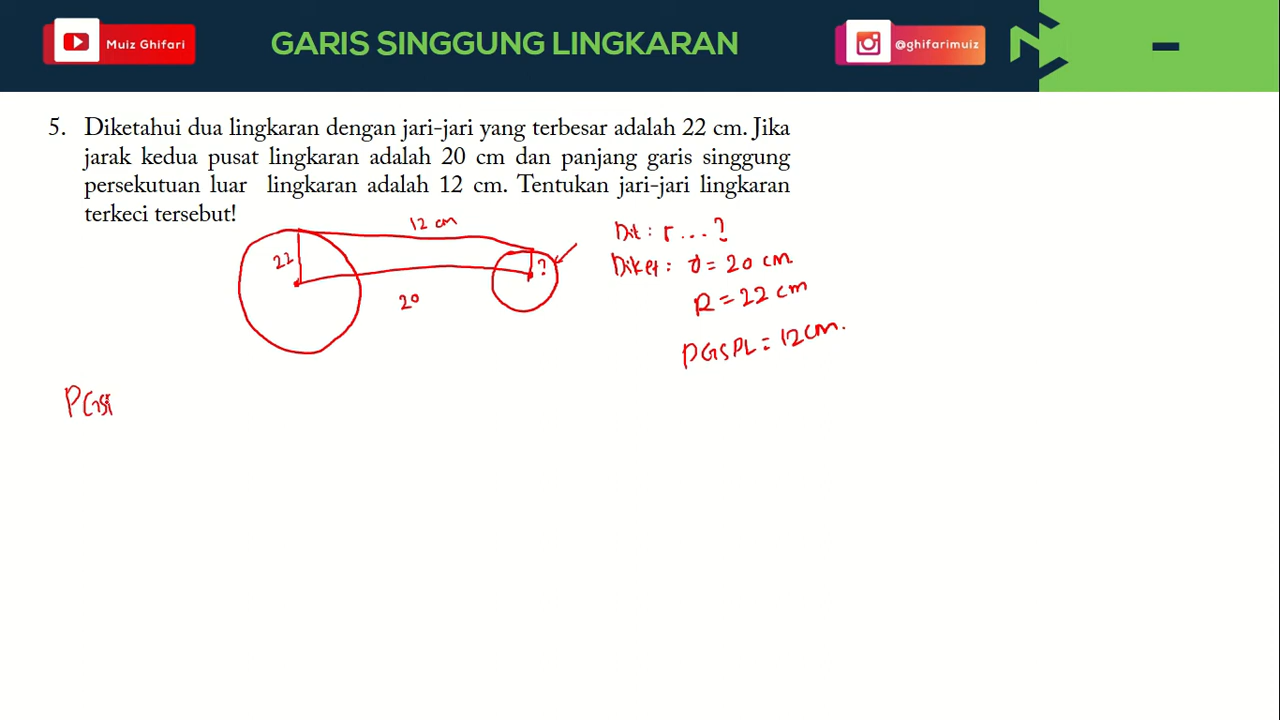 Muiz Ghifari
GARIS SINGGUNG LINGKARAN
@ghifarimuiz
5. Diketahui dua lingkaran dengan jari-jari yang terbesar adalah 22 cm. Jika
jarak kedua pusat lingkaran adalah 20 cm dan panjang garis singgung
persekutuan luar lingkaran adalah 12 cm. Tentukan jari-jari lingkaran
terkeci tersebut!
12 cm
22
?
20
Dit : r ... ?
Diket : d = 20 cm
R = 22 cm
PGSPL = 12 cm.
PGS